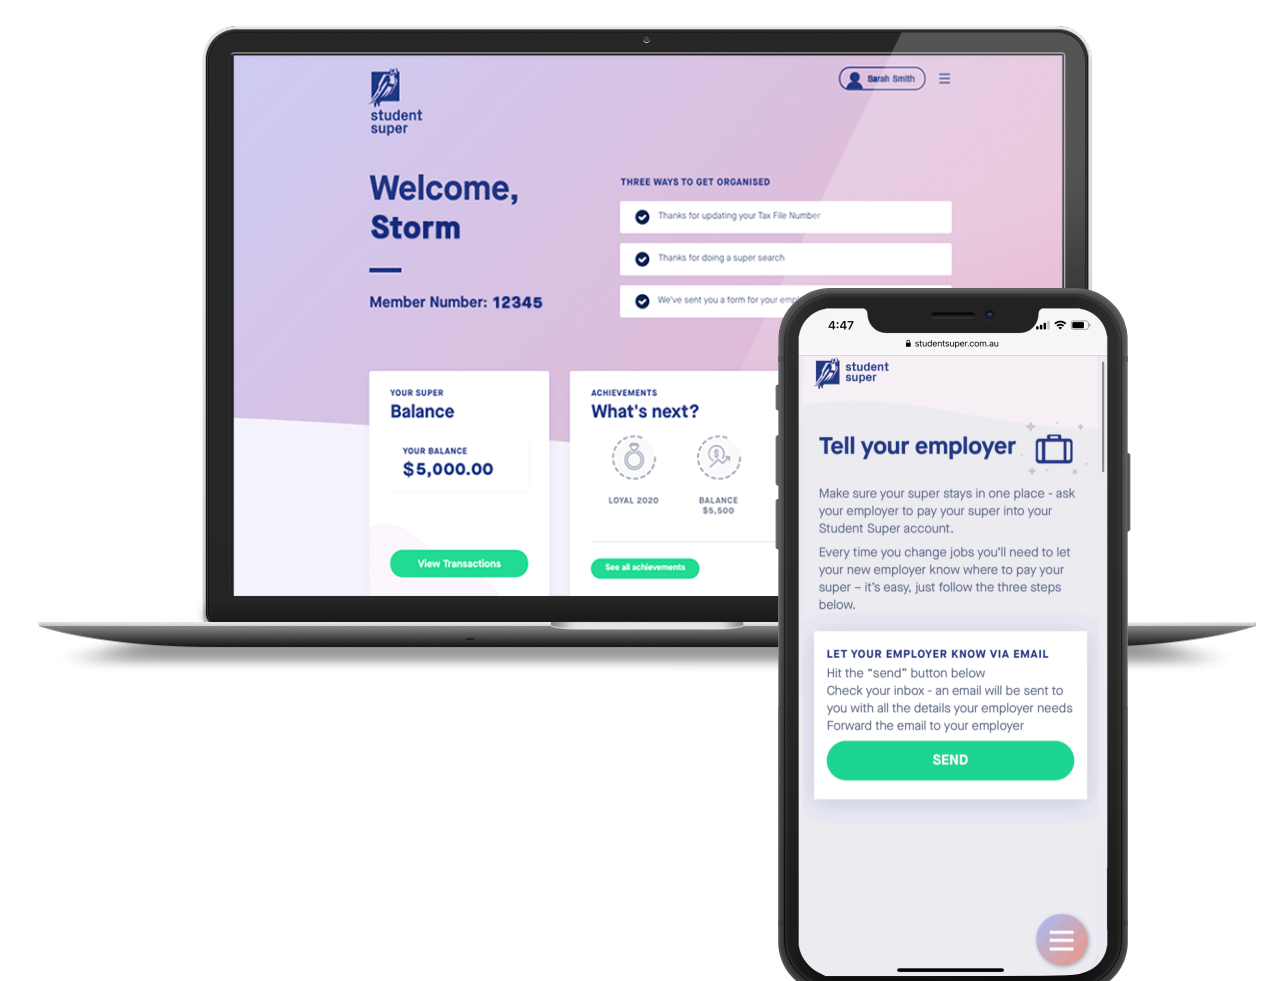 student
super
Sarah Smith
Welcome,
Storm
Member Number: 12345
THREE WAYS TO GET ORGANISED
Thanks for updating your Tax File Number
Thanks for doing a super search
We've sent you a form for your
YOUR SUPER
Balance
YOUR BALANCE
$5,000.00
View Transactions
ACHIEVEMENTS
What's next?
LOYAL 2020
BALANCE
$5,500
See all achievements
4:47
studentsuper.com.au
student
super
Tell your employer
Make sure your super stays in one place - ask
your employer to pay your super into your
Student Super account.
Every time you change jobs you'll need to let
your new employer know where to pay your
super – it's easy, just follow the three steps
below.
LET YOUR EMPLOYER KNOW VIA EMAIL
Hit the “send” button below
Check your inbox - an email will be sent to
you with all the details your employer needs
Forward the email to your employer
SEND